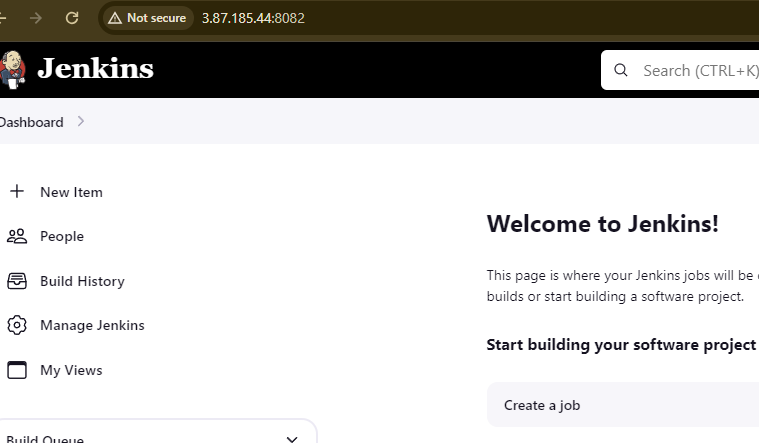 Not secure 3.87.185.44:8082
Jenkins
Search (CTRL+K)
Dashboard
New Item
People
Build History
Manage Jenkins
My Views
Build Queue
Welcome to Jenkins!
This page is where your Jenkins jobs will be
builds or start building a software project.
Start building your software project
Create a job